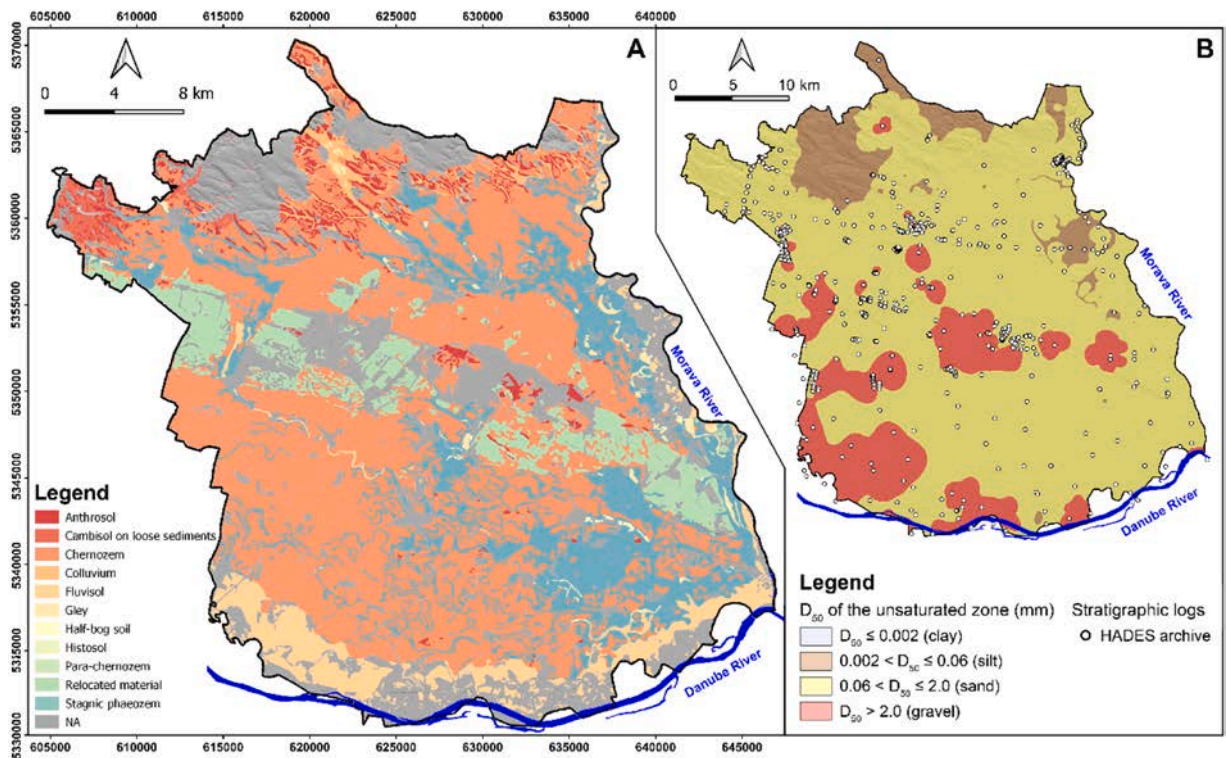 605000 610000 615000 620000 625000 630000 635000 640000
A
0 4 8 km
5370000
5365000
5360000
5355000
5350000
5345000
5340000
5315000
5330000
Morava River
Danube River
Legend
Anthrosol
Cambisol on loose sediments
Chernozem
Colluvium
Fluvisol
Gley
Half-bog soil
Histosol
Para-chernozem
Relocated material
Stagnic phaeozem
NA
605000 610000 615000 620000 625000 630000 635000 640000 645000
B
0 5 10 km
Morava River
Danube River
Legend
D50 of the unsaturated zone (mm)
D50 ≤ 0.002 (clay)
0.002 < D50 ≤ 0.06 (silt)
0.06 < D50 ≤ 2.0 (sand)
D50 > 2.0 (gravel)
Stratigraphic logs
HADES archive